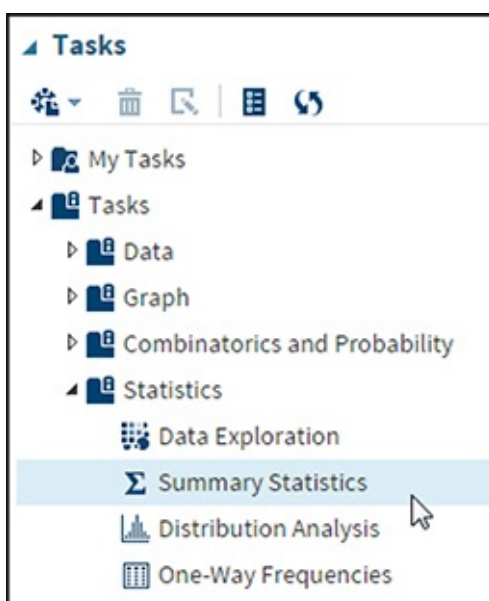 Tasks
My Tasks
Tasks
Data
Graph
Combinatorics and Probability
Statistics
Data Exploration
Σ Summary Statistics
Distribution Analysis
One-Way Frequencies